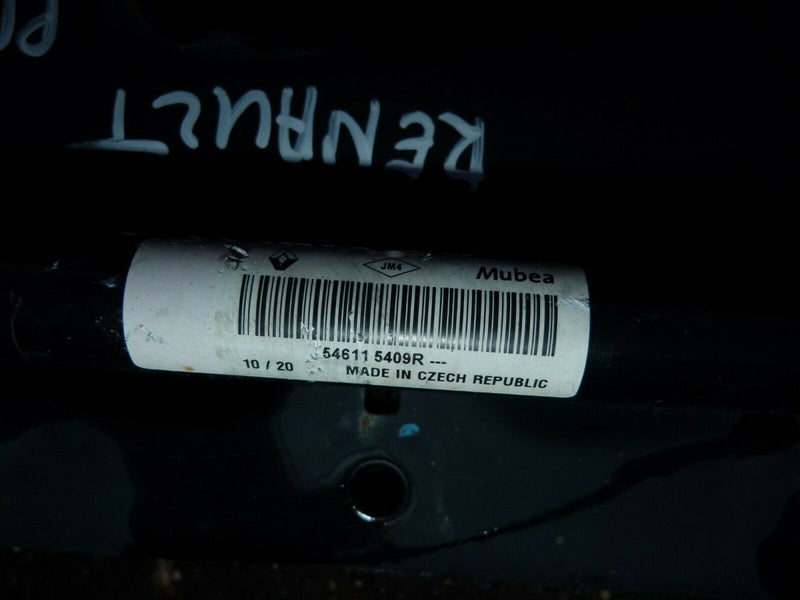 RENAULT
JM4
Mubea
54611 5409R ---
10 / 20
MADE IN CZECH REPUBLIC